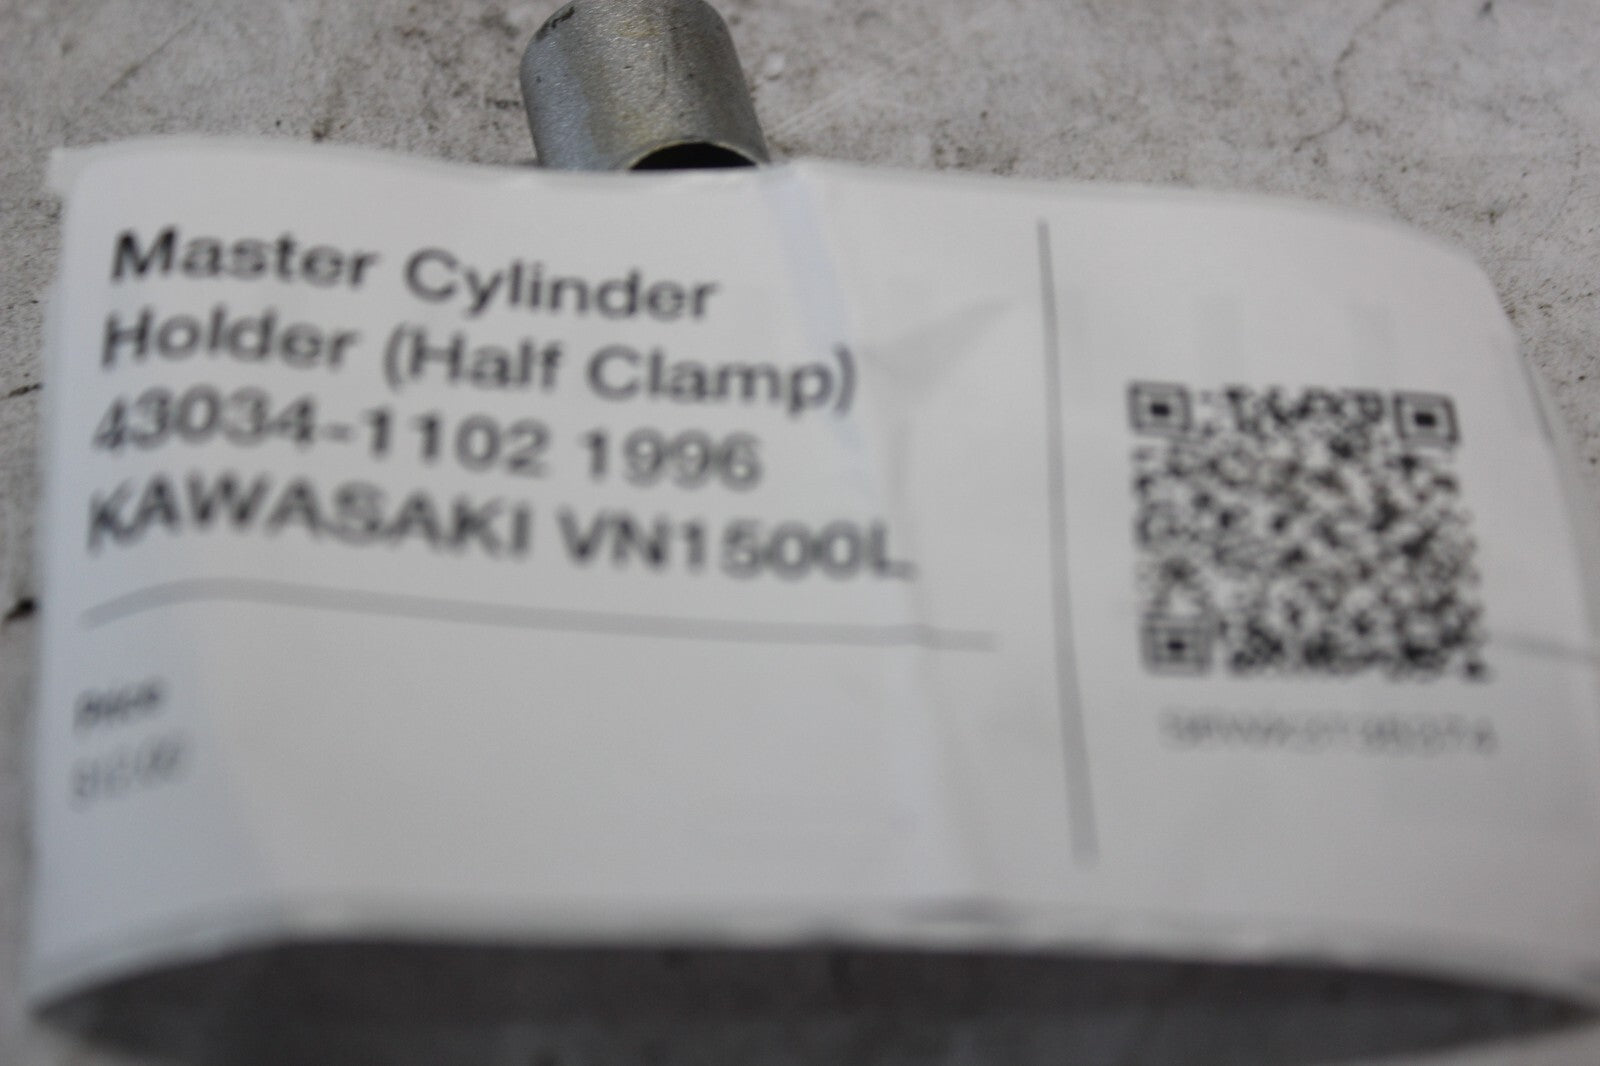 Master Cylinder
Holder (Half Clamp)
43034-1102 1996
KAWASAKI VN1500L